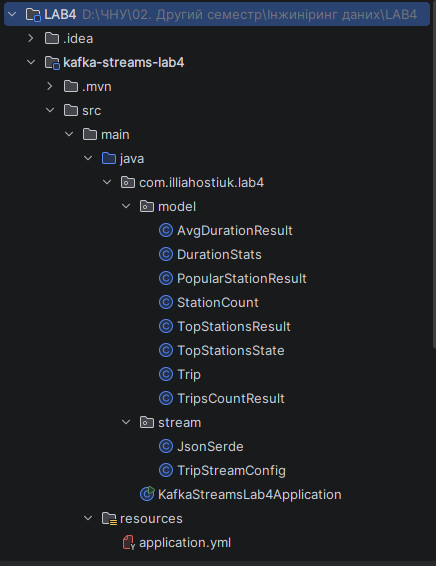 LAB4 D:\ЧНУ\02. Другий семестр\Інжиніринг даних\LAB4
.idea
kafka-streams-lab4
.mvn
src
main
java
com.illiahostiuk.lab4
model
AvgDurationResult
DurationStats
PopularStationResult
StationCount
TopStationsResult
TopStationsState
Trip
TripsCountResult
stream
JsonSerde
TripStreamConfig
KafkaStreamsLab4Application
resources
application.yml